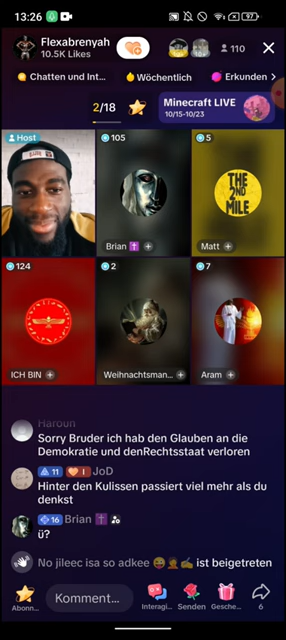 13:26
97%
Flexabrenyah
10.5K Likes
110
Chatten und Int...
Wöchentlich
Erkunden
2/18
Minecraft LIVE
10/15-10/23
Host
105
5
THE
2ND
MILE
Brian
Matt
124
2
7
ICH BIN
Weihnachtsman...
Aram
Haroun
Sorry Bruder ich hab den Glauben an die
Demokratie und denRechtsstaat verloren
11
I
JoD
Hinter den Kulissen passiert viel mehr als du
denkst
16
Brian
ü?
No jileec isa so adkee
ist beigetreten
Abonn...
Komment...
Interagi...
Senden
Gesche...
6